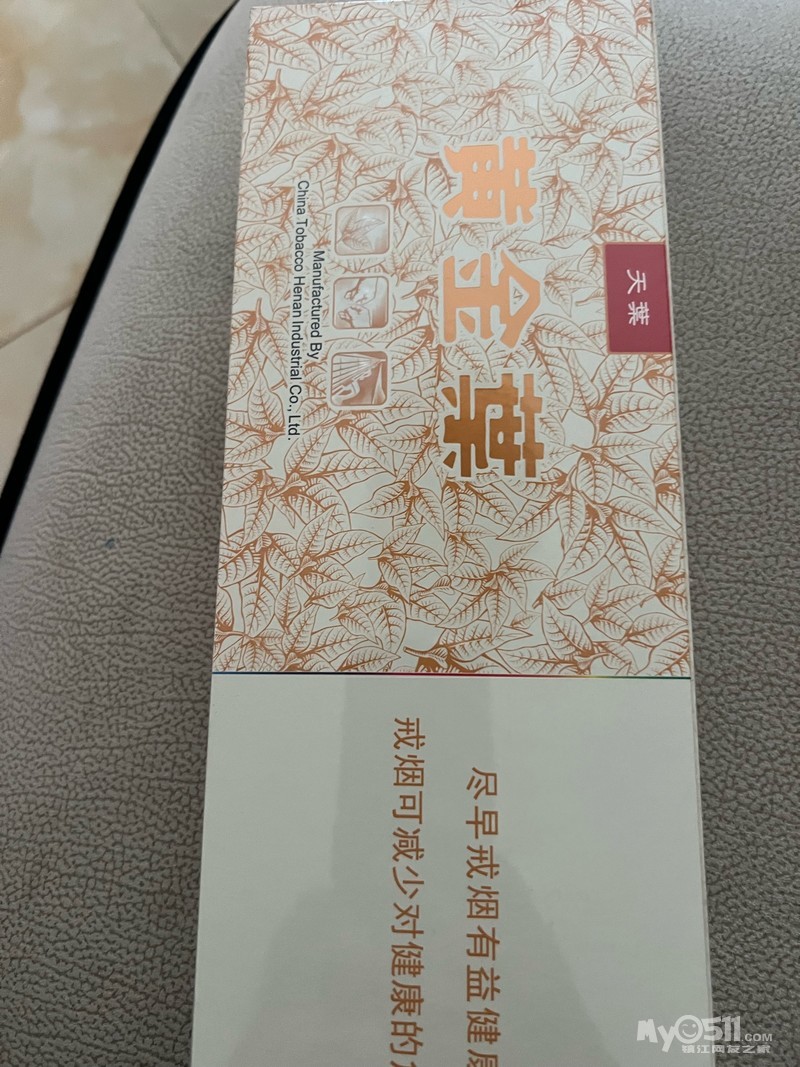 天葉
黄金葉
Manufactured By
China Tobacco Henan Industrial Co., Ltd.
尽早戒烟有益健康
戒烟可减少对健康的
My0511.COM
镇江网友之家